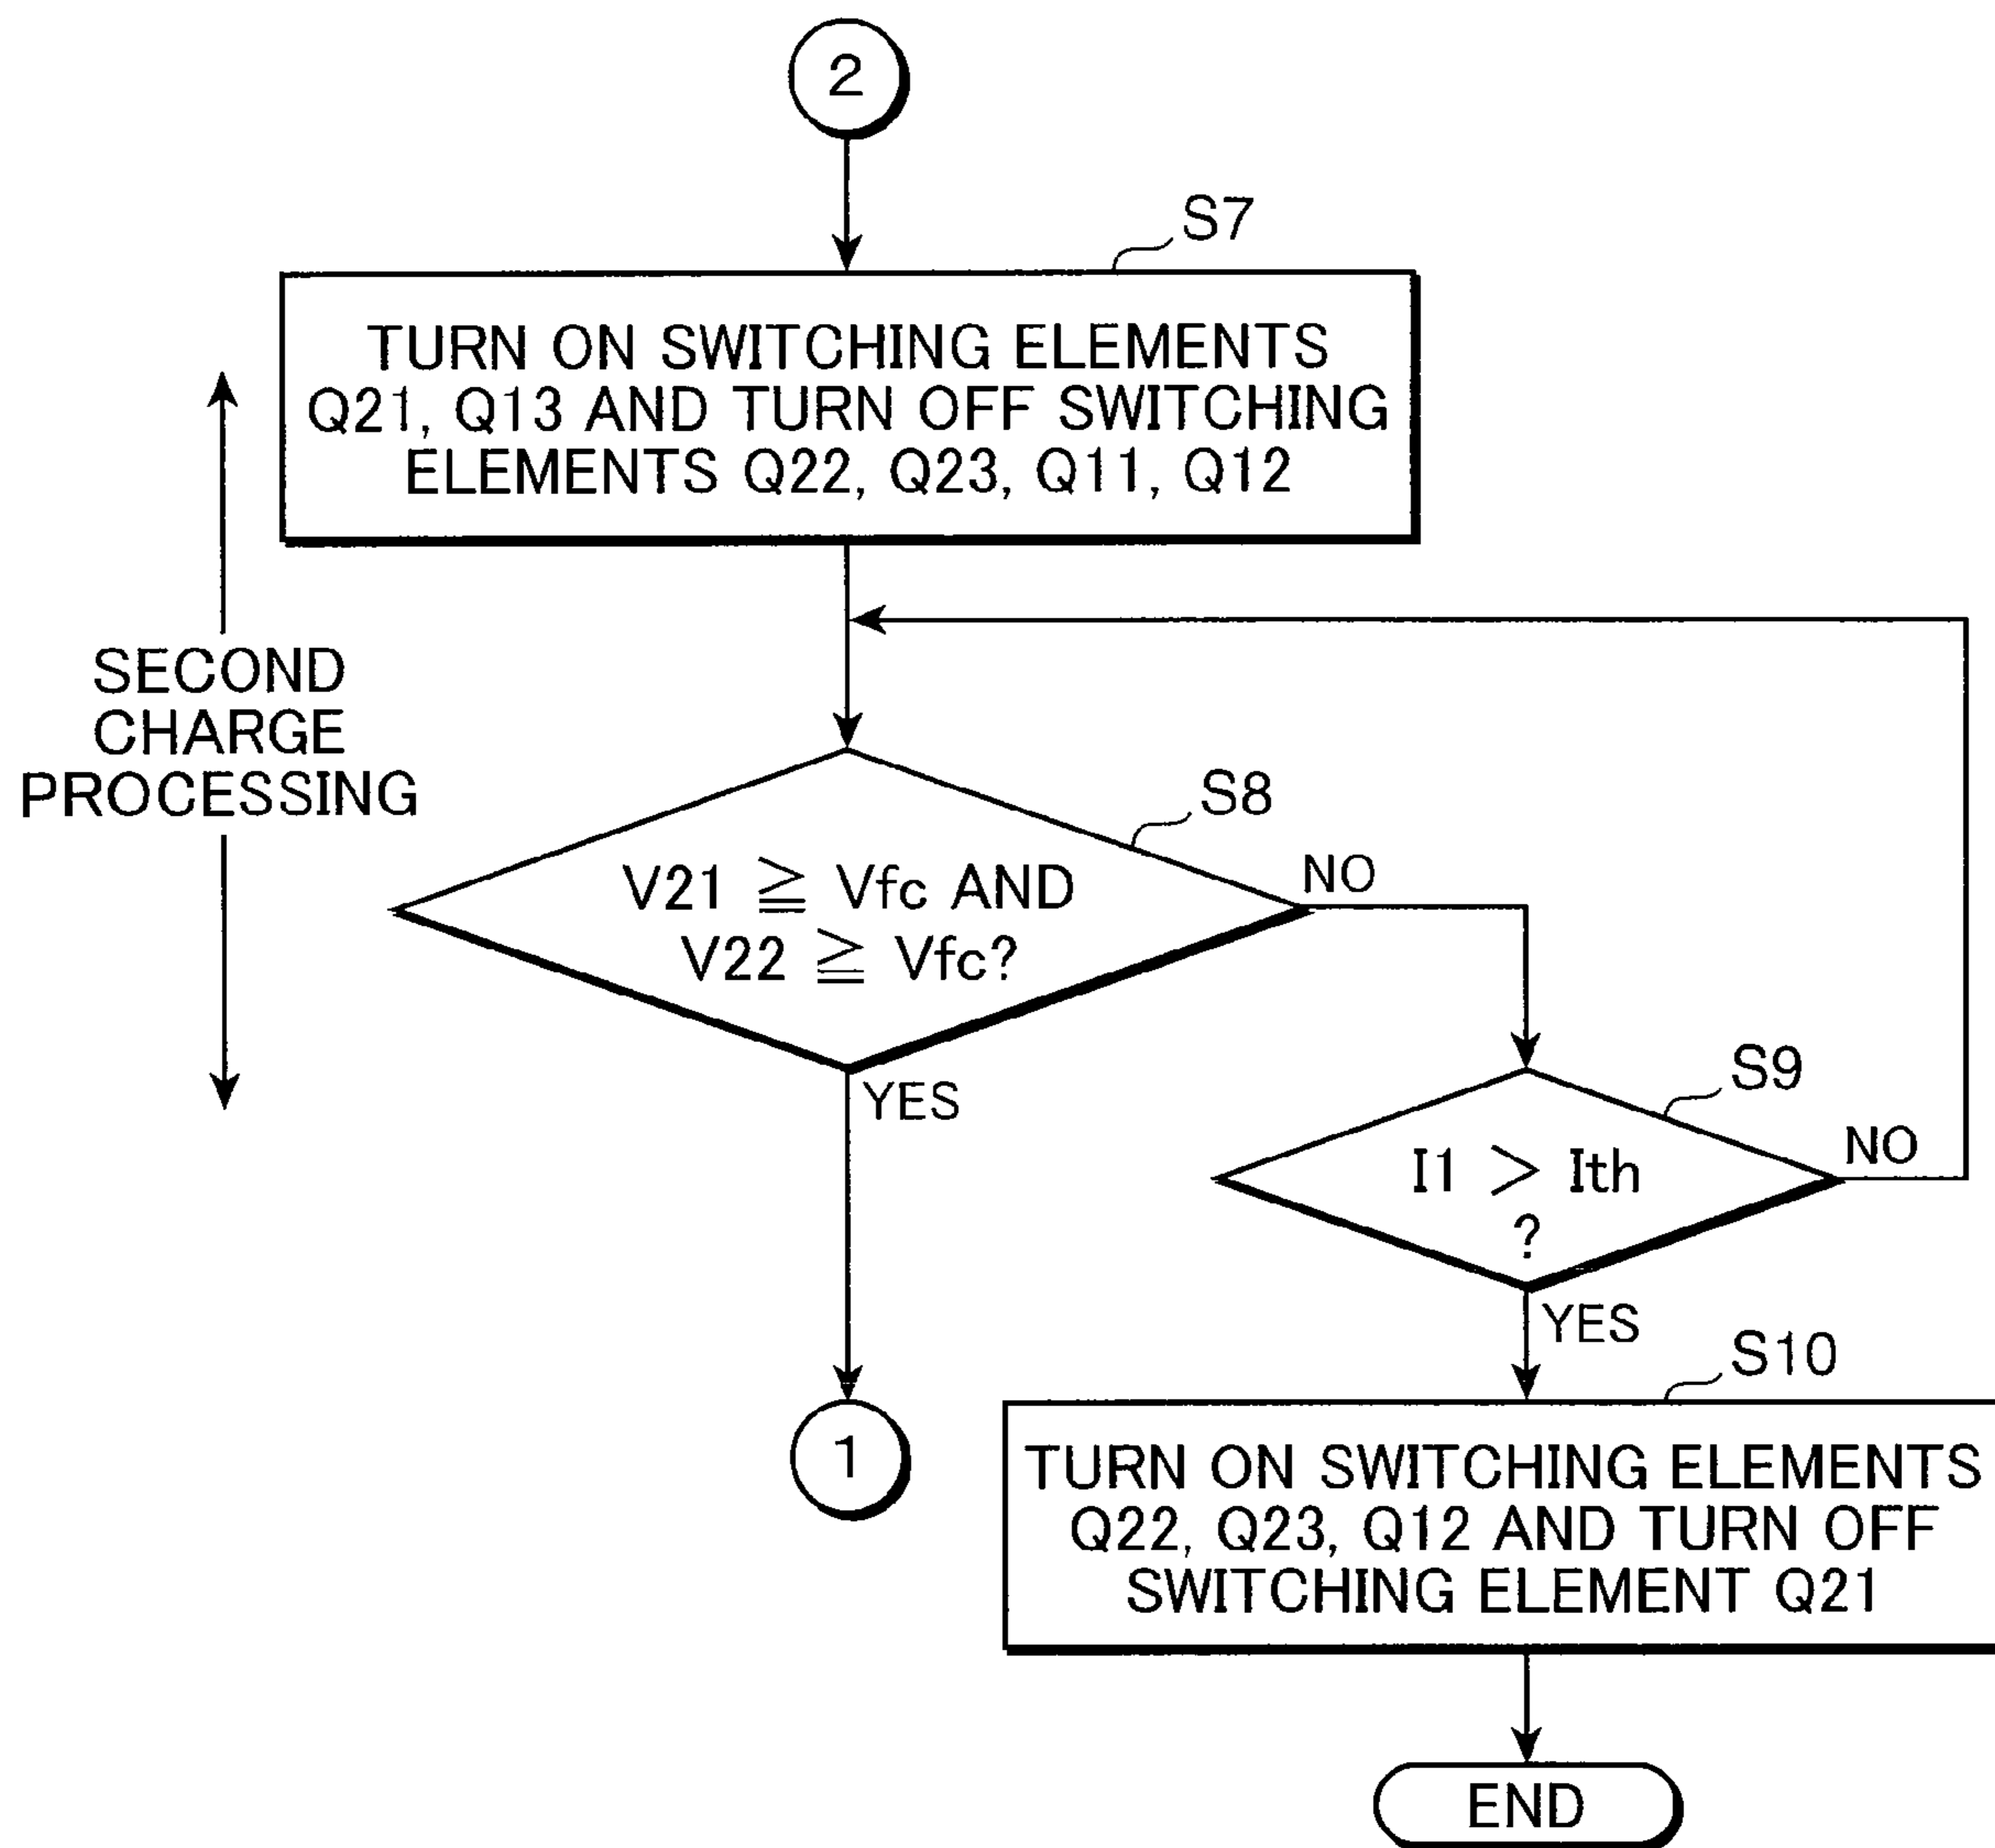 2
S7
TURN ON SWITCHING ELEMENTS
Q21, Q13 AND TURN OFF SWITCHING
ELEMENTS Q22, Q23, Q11, Q12
SECOND
CHARGE
PROCESSING
S8
V21 ≧ Vfc AND
V22 ≧ Vfc?
NO
YES
S9
I1 > Ith
?
NO
YES
1
S10
TURN ON SWITCHING ELEMENTS
Q22, Q23, Q12 AND TURN OFF
SWITCHING ELEMENT Q21
END